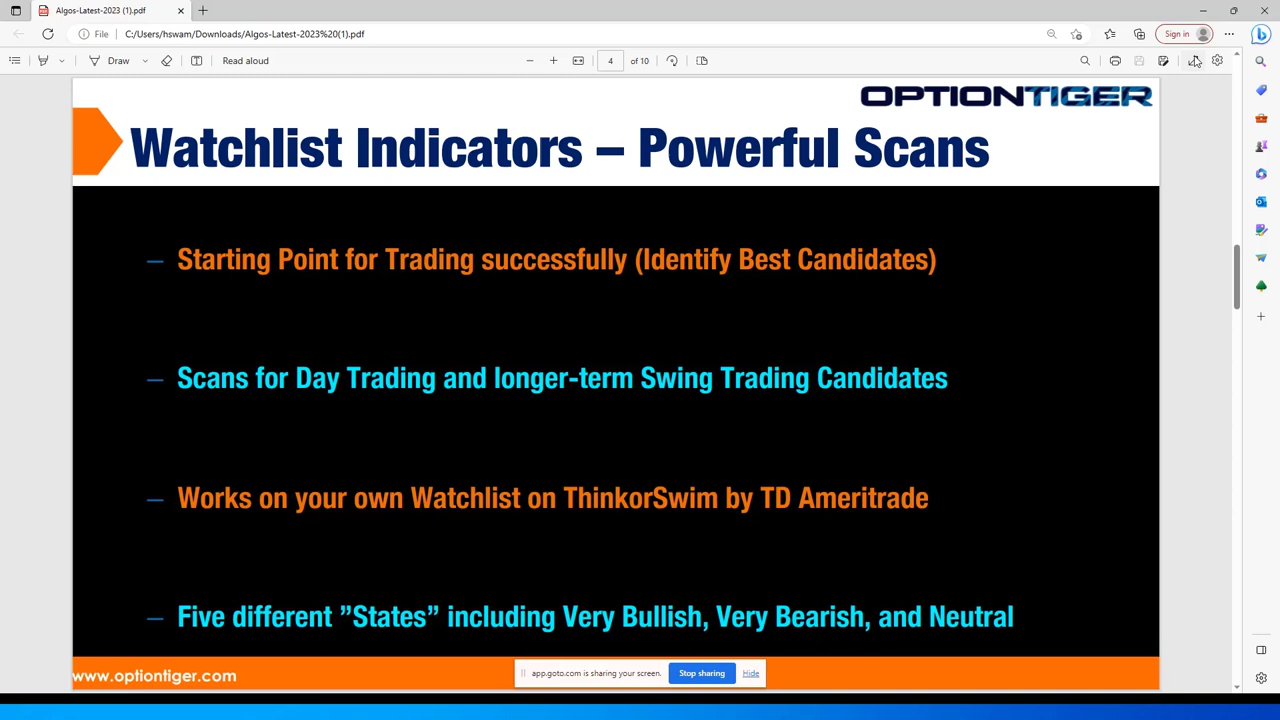 Algos-Latest-2023 (1).pdf
File
C:/Users/hswam/Downloads/Algos-Latest-2023%20(1).pdf
Sign in
Draw
Read aloud
4
of 10
OPTIONTIGER
Watchlist Indicators – Powerful Scans
– Starting Point for Trading successfully (Identify Best Candidates)
– Scans for Day Trading and longer-term Swing Trading Candidates
– Works on your own Watchlist on ThinkorSwim by TD Ameritrade
– Five different ”States” including Very Bullish, Very Bearish, and Neutral
www.optiontiger.com
app.goto.com is sharing your screen.
Stop sharing
Hide